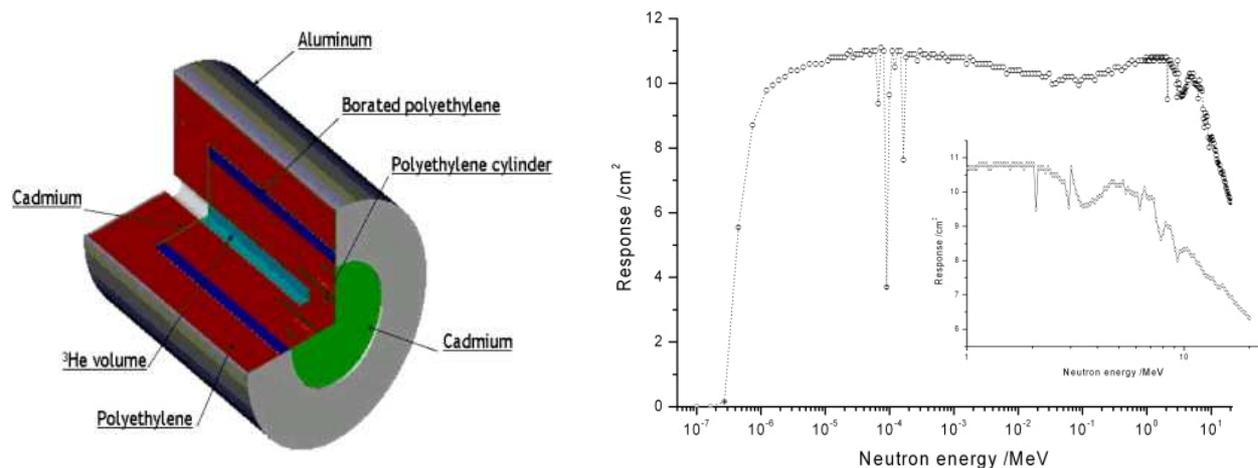 Aluminum
Borated polyethylene
Polyethylene cylinder
Cadmium
³He volume
Polyethylene
Cadmium
12
10
8
6
4
2
0
Response /cm²
10⁻⁷ 10⁻⁶ 10⁻⁵ 10⁻⁴ 10⁻³ 10⁻² 10⁻¹ 10⁰ 10¹
Neutron energy /MeV
11
10
9
8
7
6
Response /cm²
1 10
Neutron energy /MeV